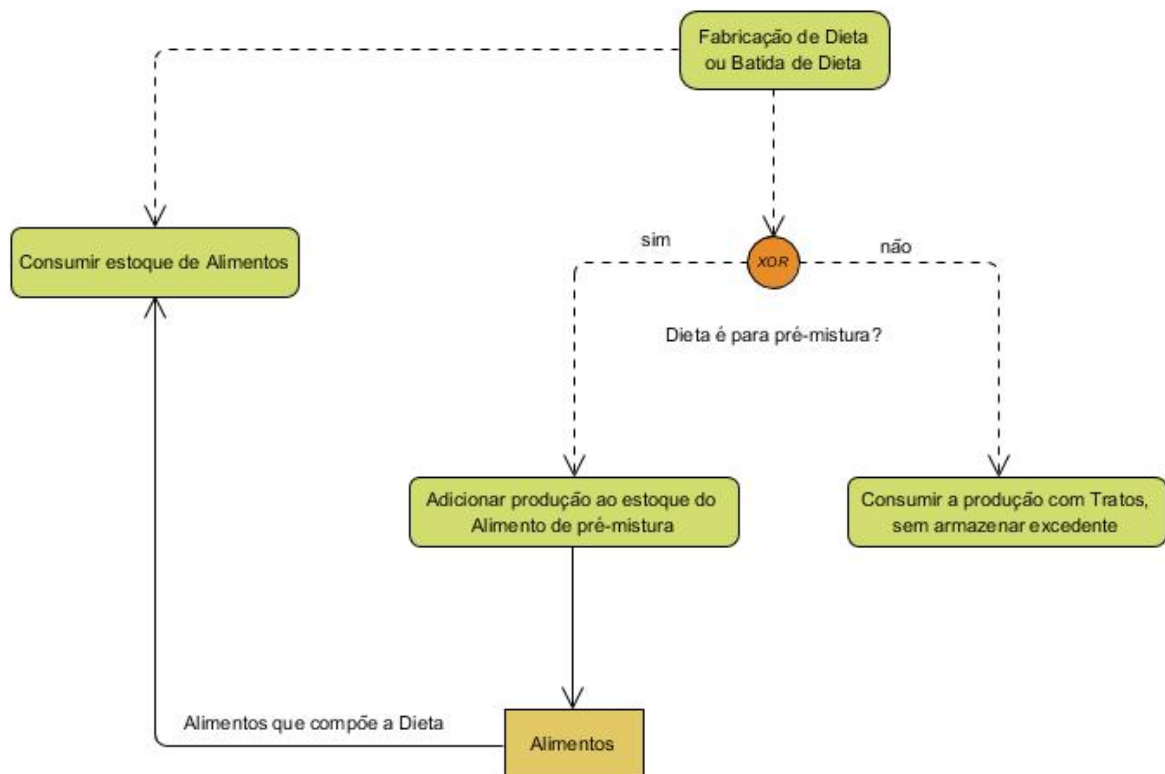 Fabricação de Dieta
ou Batida de Dieta
Consumir estoque de Alimentos
sim
XOR
não
Dieta é para pré-mistura?
Adicionar produção ao estoque do
Alimento de pré-mistura
Consumir a produção com Tratos,
sem armazenar excedente
Alimentos que compõe a Dieta
Alimentos